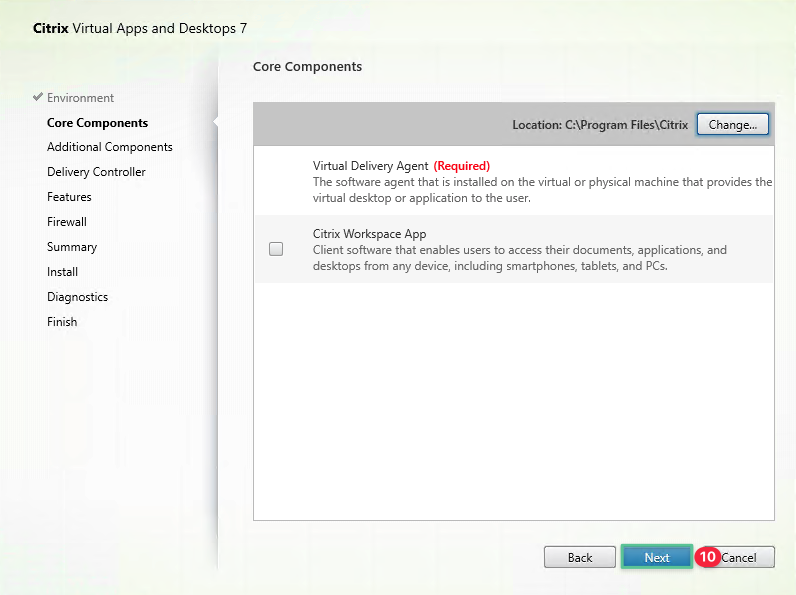 Citrix Virtual Apps and Desktops 7
Core Components
Environment
Core Components
Additional Components
Delivery Controller
Features
Firewall
Summary
Install
Diagnostics
Finish
Location: C:\Program Files\Citrix
Change...
Virtual Delivery Agent (Required)
The software agent that is installed on the virtual or physical machine that provides the
virtual desktop or application to the user.
Citrix Workspace App
Client software that enables users to access their documents, applications, and
desktops from any device, including smartphones, tablets, and PCs.
Back
Next
10
Cancel